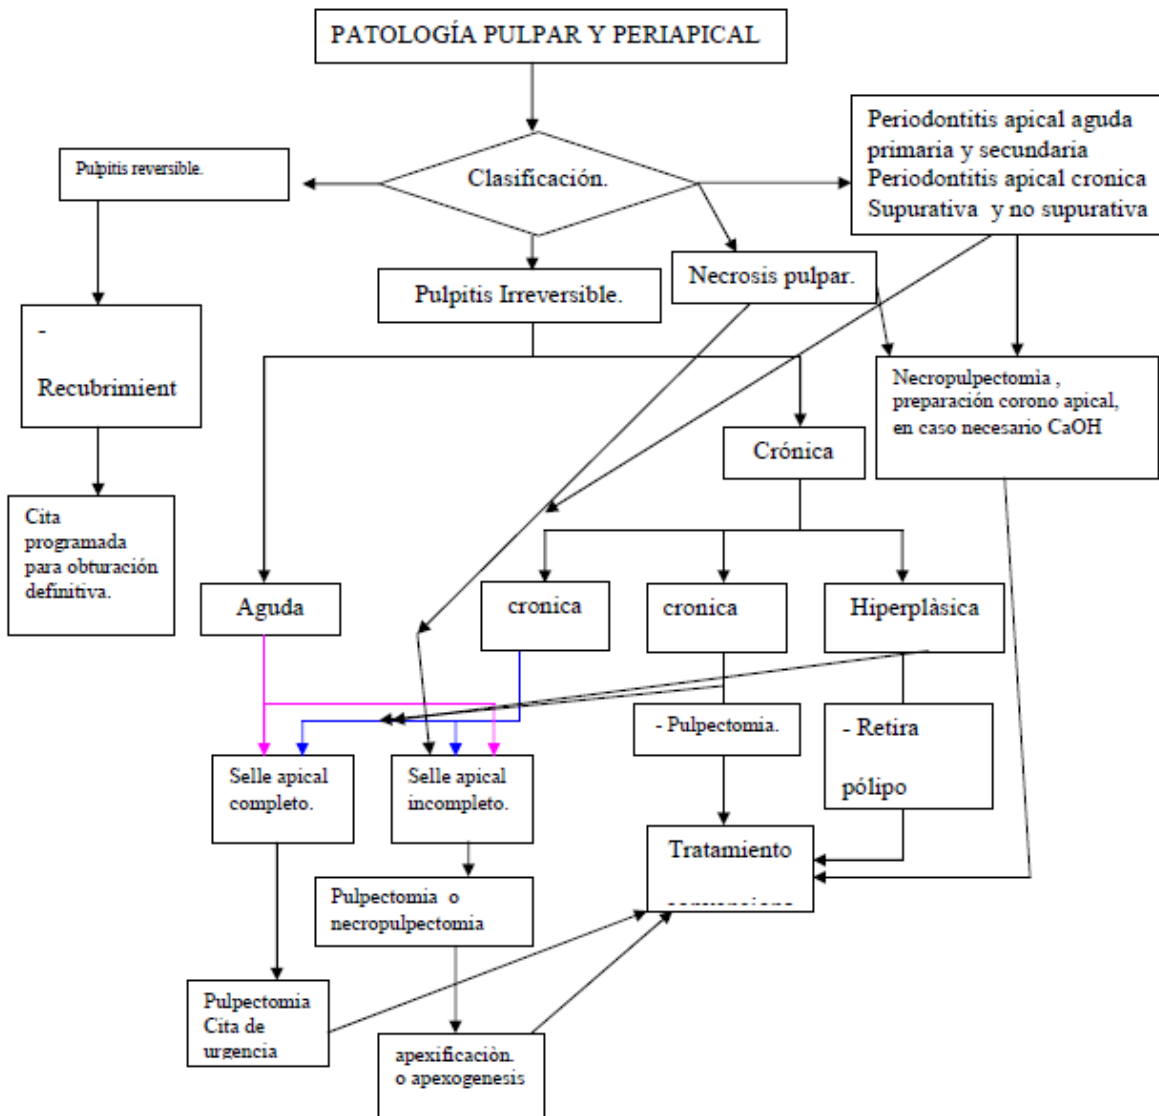 PATOLOGÍA PULPAR Y PERIAPICAL
Periodontitis apical aguda
primaria y secundaria
Periodontitis apical cronica
Supurativa y no supurativa
Pulpitis reversible.
Clasificación.
Necrosis pulpar.
Pulpitis Irreversible.
-
Recubrimient
Necropulpectomia ,
preparación corono apical,
en caso necesario CaOH
Crónica
Cita
programada
para obturación
definitiva.
Aguda
cronica
cronica
Hiperplàsica
- Pulpectomia.
- Retira
pólipo
Selle apical
completo.
Selle apical
incompleto.
Tratamiento
Pulpectomia o
necropulpectomia
Pulpectomia
Cita de
urgencia
apexificaciòn.
o apexogenesis